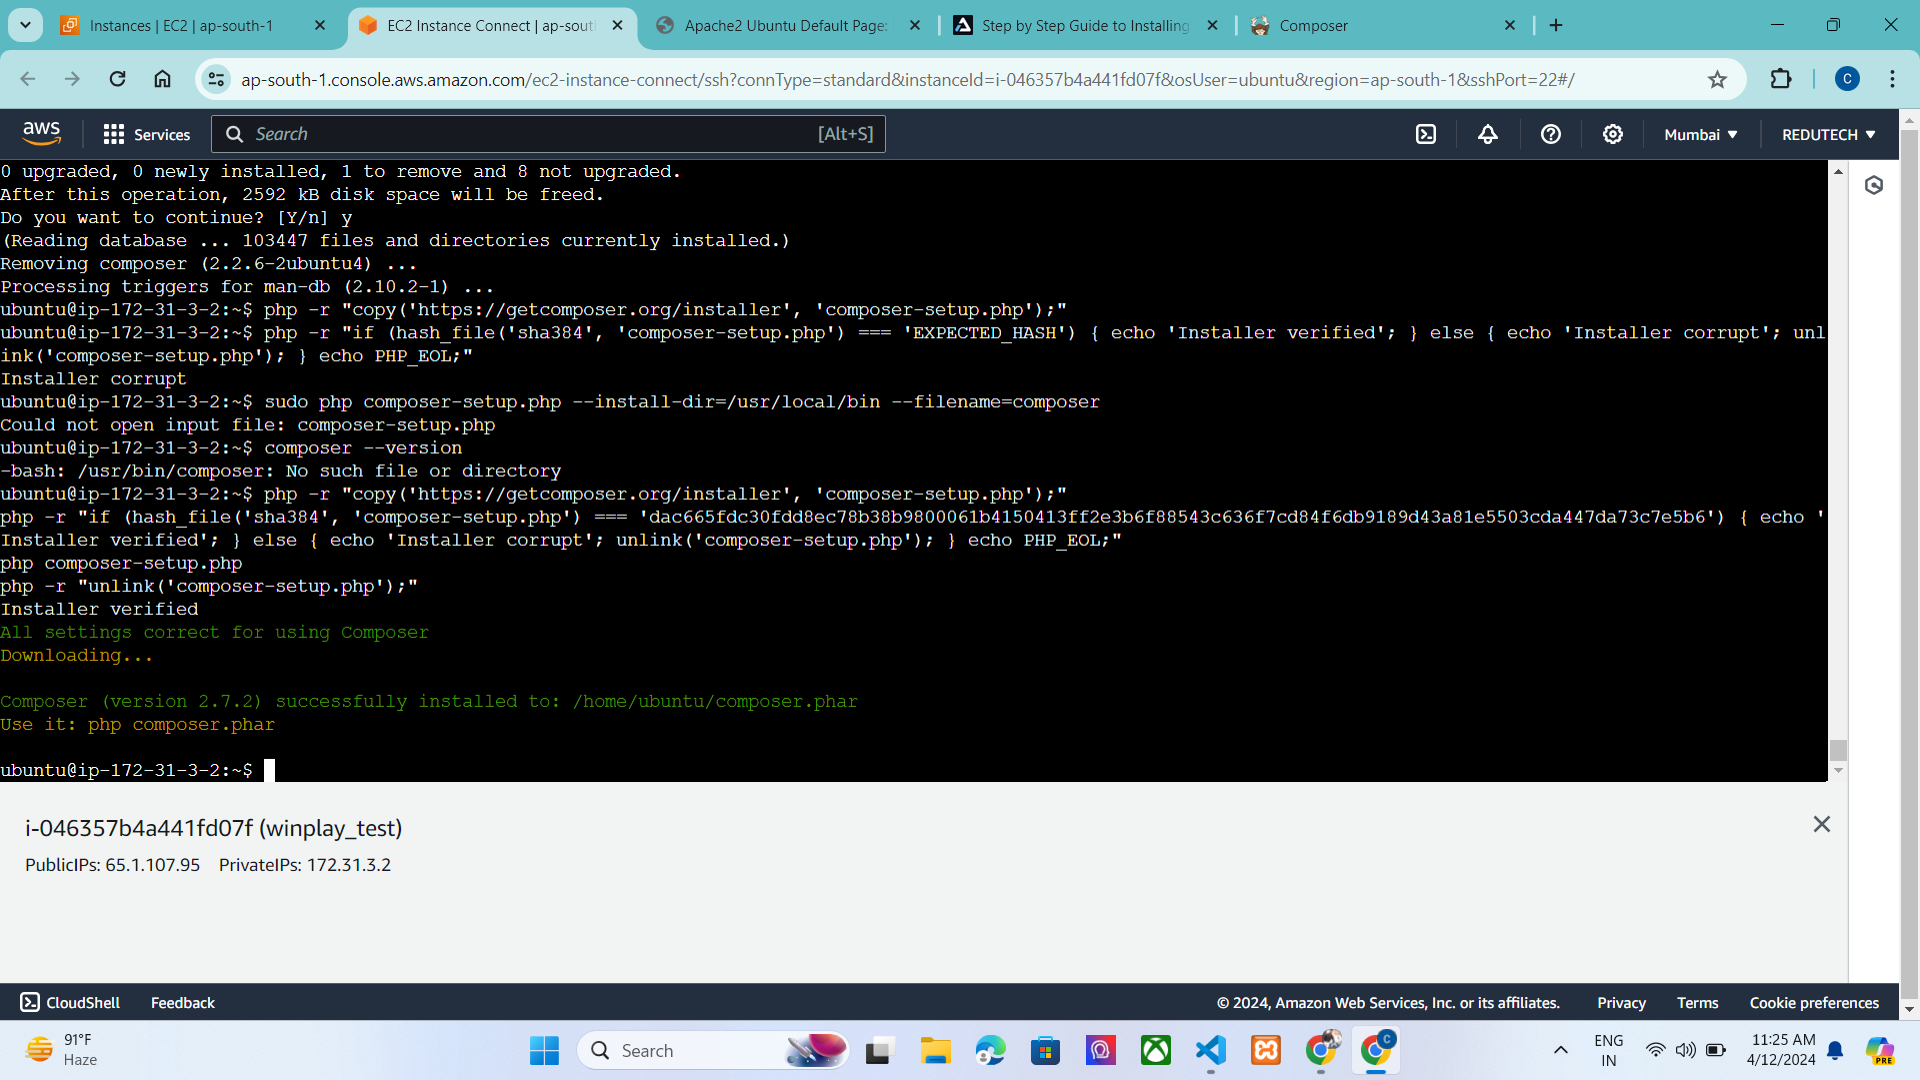 Instances | EC2 | ap-south-1
EC2 Instance Connect | ap-sout
Apache2 Ubuntu Default Page:
Step by Step Guide to Installing
Composer
ap-south-1.console.aws.amazon.com/ec2-instance-connect/ssh?connType=standard&instanceId=i-046357b4a441fd07f&osUser=ubuntu&region=ap-south-1&sshPort=22#/
C
aws
Services
Search
[Alt+S]
Mumbai
REDUTECH
0 upgraded, 0 newly installed, 1 to remove and 8 not upgraded.
After this operation, 2592 kB disk space will be freed.
Do you want to continue? [Y/n] y
(Reading database ... 103447 files and directories currently installed.)
Removing composer (2.2.6-2ubuntu4) ...
Processing triggers for man-db (2.10.2-1) ...
ubuntu@ip-172-31-3-2:~$ php -r "copy('https://getcomposer.org/installer', 'composer-setup.php');"
ubuntu@ip-172-31-3-2:~$ php -r "if (hash_file('sha384', 'composer-setup.php') === 'EXPECTED_HASH') { echo 'Installer verified'; } else { echo 'Installer corrupt'; unl
ink('composer-setup.php'); } echo PHP_EOL;"
Installer corrupt
ubuntu@ip-172-31-3-2:~$ sudo php composer-setup.php --install-dir=/usr/local/bin --filename=composer
Could not open input file: composer-setup.php
ubuntu@ip-172-31-3-2:~$ composer --version
-bash: /usr/bin/composer: No such file or directory
ubuntu@ip-172-31-3-2:~$ php -r "copy('https://getcomposer.org/installer', 'composer-setup.php');"
php -r "if (hash_file('sha384', 'composer-setup.php') === 'dac665fdc30fdd8ec78b38b9800061b4150413ff2e3b6f88543c636f7cd84f6db9189d43a81e5503cda447da73c7e5b6') { echo '
Installer verified'; } else { echo 'Installer corrupt'; unlink('composer-setup.php'); } echo PHP_EOL;"
php composer-setup.php
php -r "unlink('composer-setup.php');"
Installer verified
All settings correct for using Composer
Downloading...
Composer (version 2.7.2) successfully installed to: /home/ubuntu/composer.phar
Use it: php composer.phar
ubuntu@ip-172-31-3-2:~$
i-046357b4a441fd07f (winplay_test)
PublicIPs: 65.1.107.95 PrivateIPs: 172.31.3.2
CloudShell
Feedback
© 2024, Amazon Web Services, Inc. or its affiliates.
Privacy
Terms
Cookie preferences
91°F
Haze
Search
C
ENG
IN
11:25 AM
4/12/2024
PRE